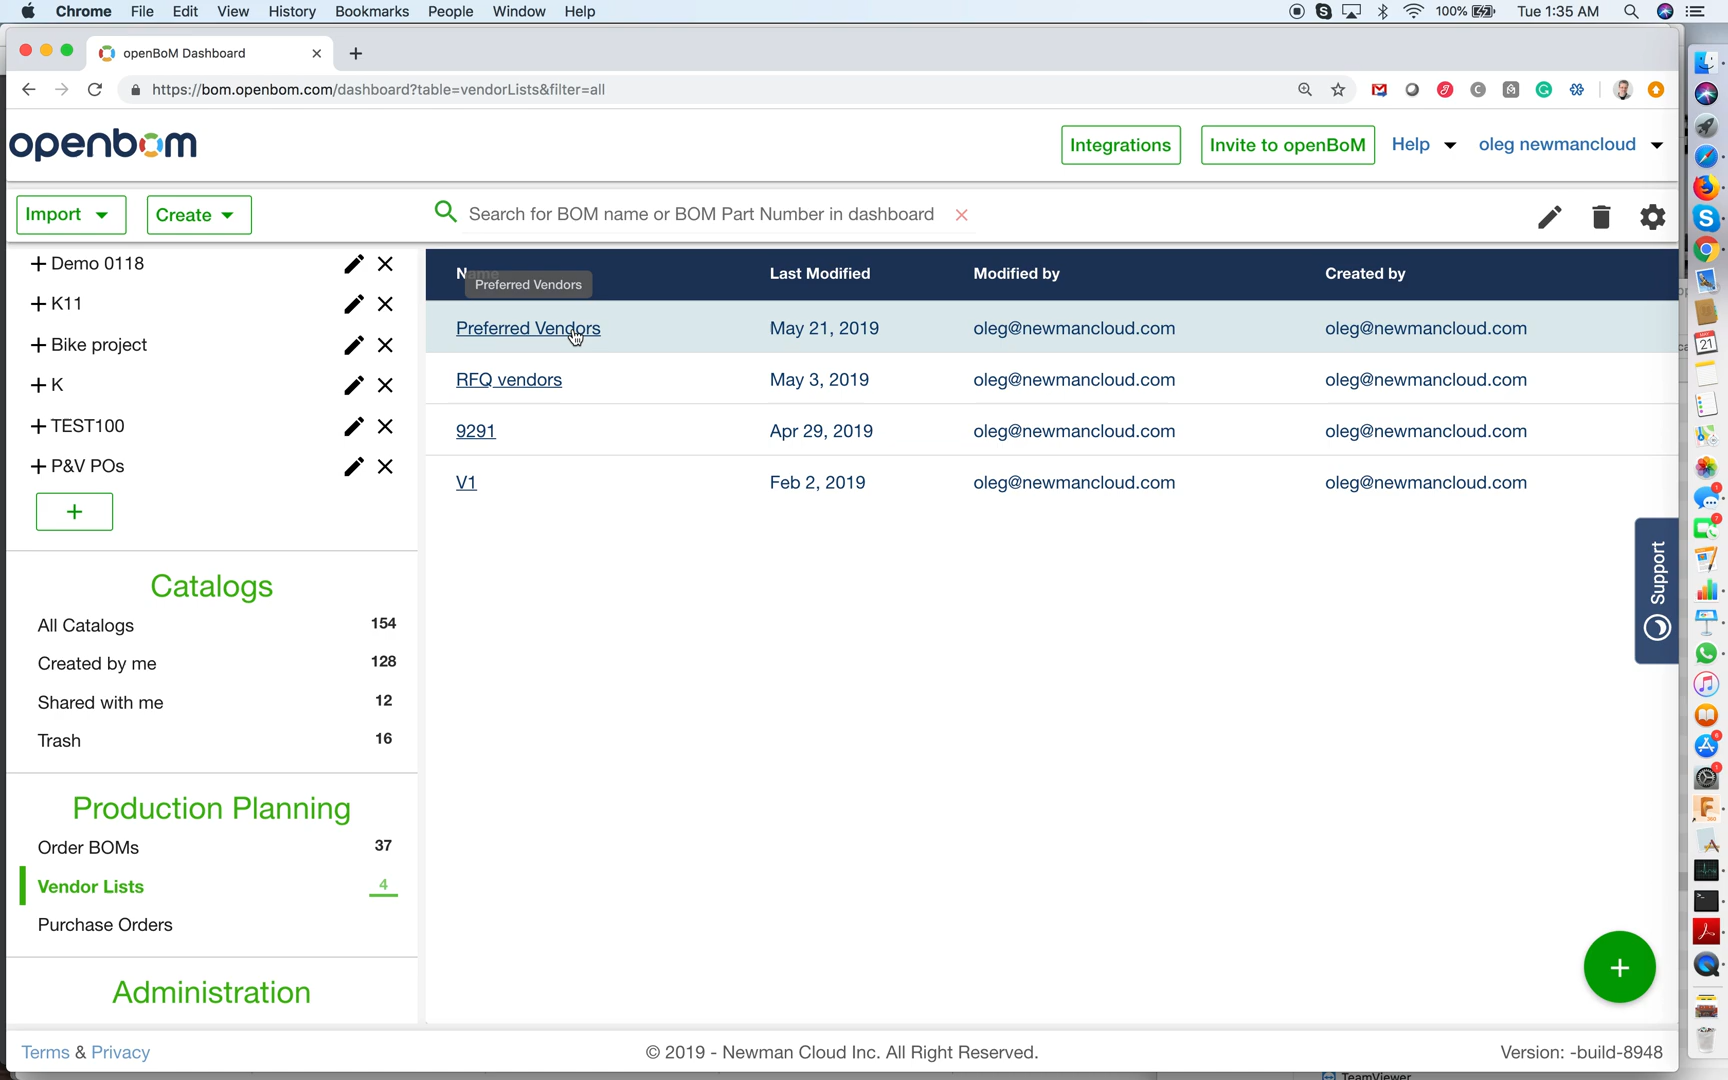 Chrome File Edit View History Bookmarks People Window Help 100% Tue 1:35 AM
openBoM Dashboard
https://bom.openbom.com/dashboard?table=vendorLists&filter=all
openbom Integrations Invite to openBoM Help oleg newmancloud
Import Create Search for BOM name or BOM Part Number in dashboard
+ Demo 0118
+ K11
+ Bike project
+ K
+ TEST100
+ P&V POs
+
Catalogs
All Catalogs 154
Created by me 128
Shared with me 12
Trash 16
Production Planning
Order BOMs 37
Vendor Lists 4
Purchase Orders
Administration
Name Last Modified Modified by Created by
Preferred Vendors
Preferred Vendors May 21, 2019 oleg@newmancloud.com oleg@newmancloud.com
RFQ vendors May 3, 2019 oleg@newmancloud.com oleg@newmancloud.com
9291 Apr 29, 2019 oleg@newmancloud.com oleg@newmancloud.com
V1 Feb 2, 2019 oleg@newmancloud.com oleg@newmancloud.com
Support
+
Terms & Privacy © 2019 - Newman Cloud Inc. All Right Reserved. Version: -build-8948
TeamViewer